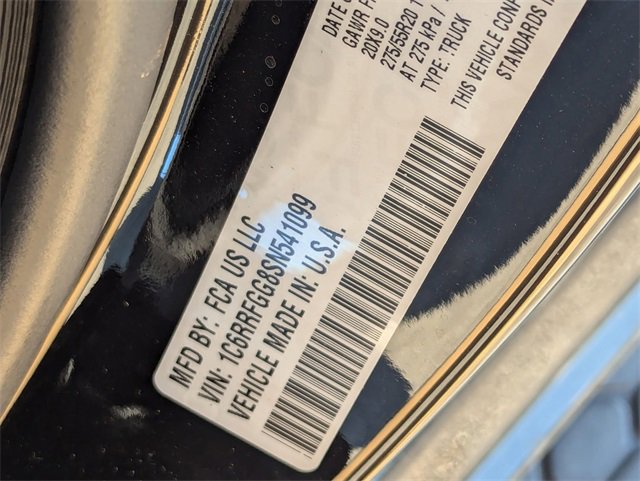 MFD BY: FCA US LLC
VIN: 1C6RRFGG8SN541099
VEHICLE MADE IN: U.S.A.
DATE
GAWR
20X9.0
275/55R20
AT 275 kPa /
TYPE: TRUCK
THIS VEHICLE
STANDARDS